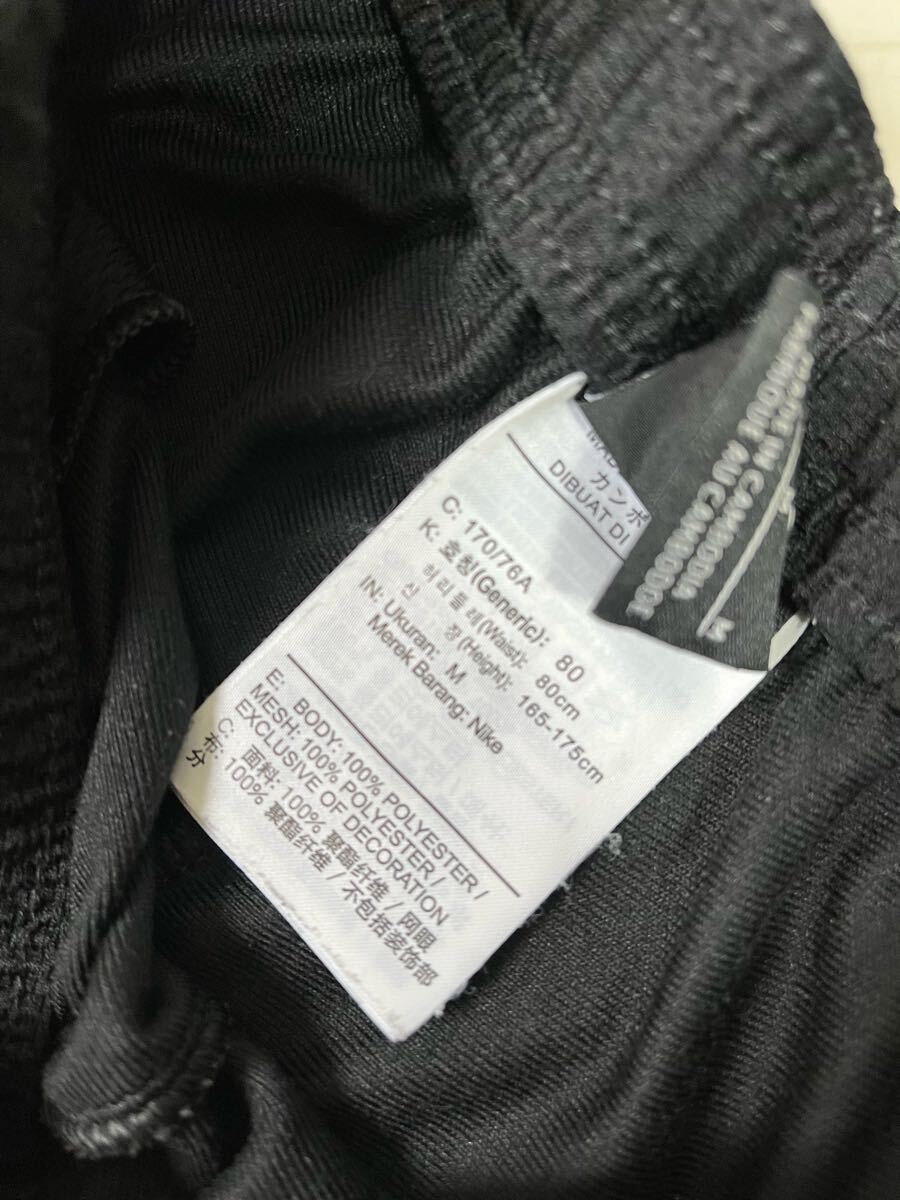 カンボ
DIBUAT DI
C: 170/76A
K: 호칭(Generic): 80
허리둘레(Waist): 80cm
신 장(Height): 165-175cm
IN: Ukuran: M
Merek Barang: Nike
E: BODY: 100% POLYESTER /
MESH: 100% POLYESTER /
EXCLUSIVE OF DECORATION
C: 面料: 100% 聚酯纤维 / 网眼
布: 100% 聚酯纤维 / 不包括装饰部
分
CAMBODIA
AU CAMBODGE